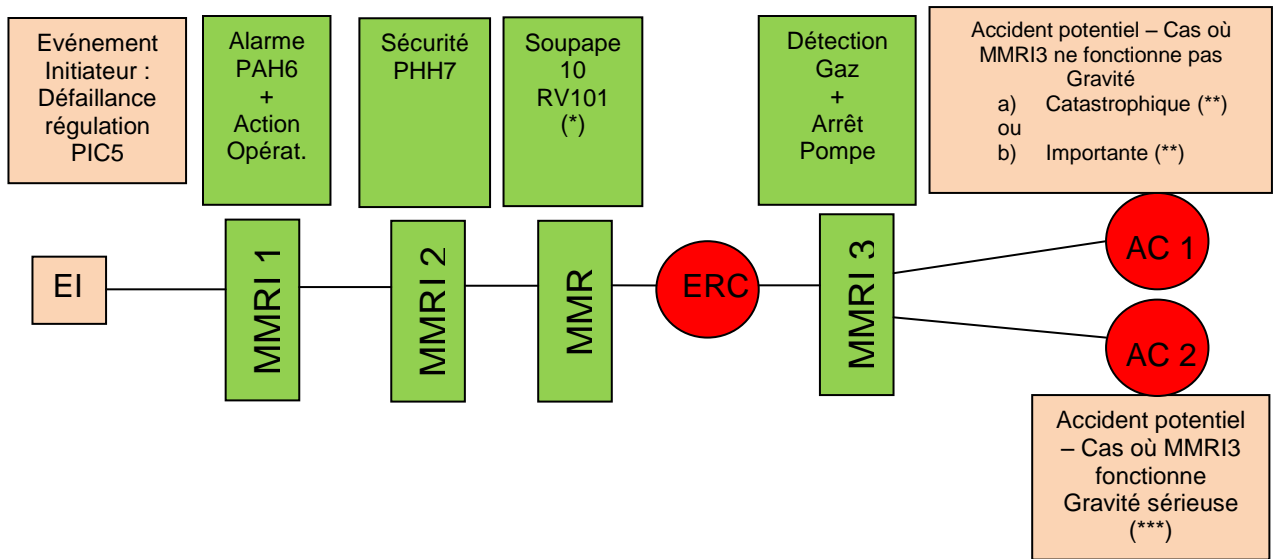 Evénement
Initiateur :
Défaillance
régulation
PIC5
Alarme
PAH6
+
Action
Opérat.
Sécurité
PHH7
Soupape
10
RV101
(*)
Détection
Gaz
+
Arrêt
Pompe
Accident potentiel – Cas où
MMRI3 ne fonctionne pas
Gravité
a) Catastrophique (**)
ou
b) Importante (**)
EI
MMRI 1
MMRI 2
MMR
ERC
MMRI 3
AC 1
AC 2
Accident potentiel
– Cas où MMRI3
fonctionne
Gravité sérieuse
(***)